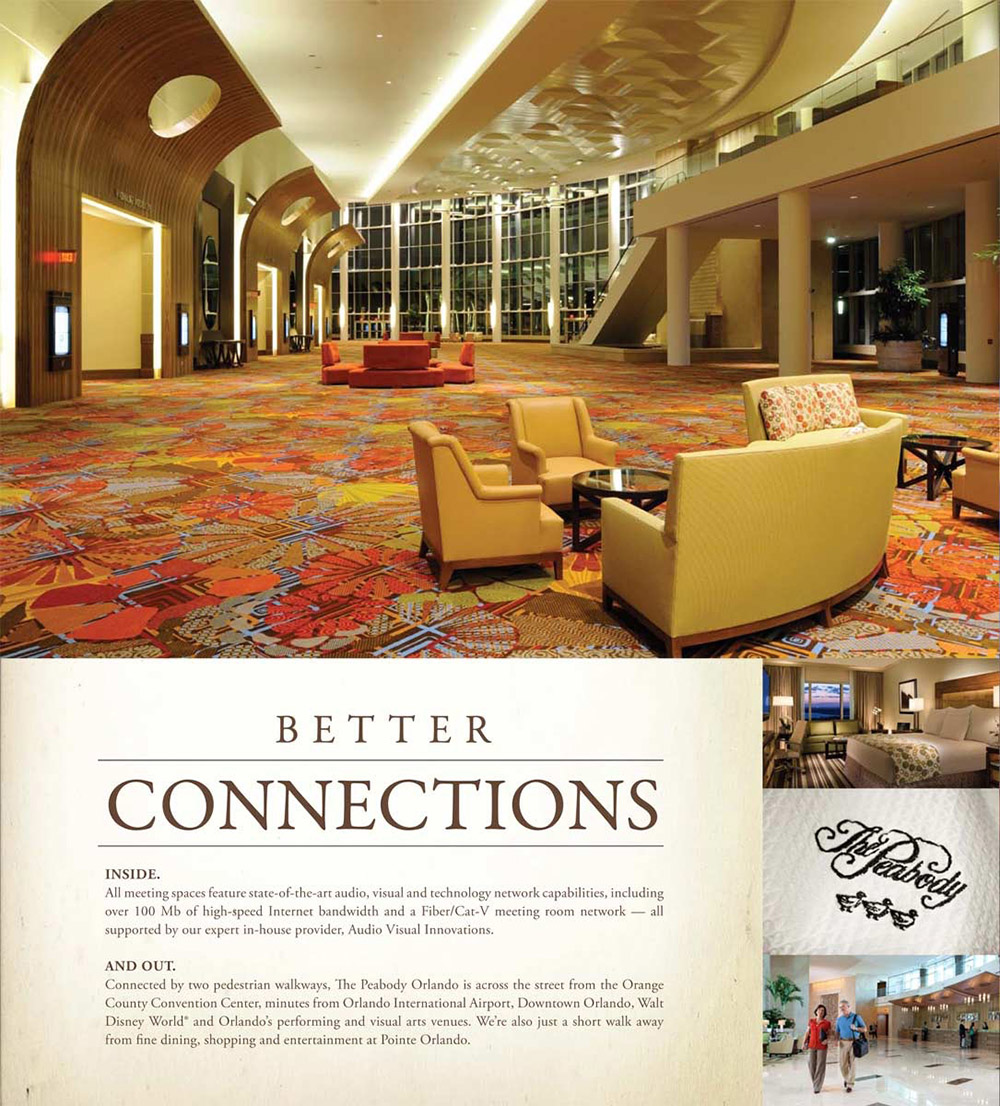 BETTER
CONNECTIONS
INSIDE.
All meeting spaces feature state-of-the-art audio, visual and technology network capabilities, including
over 100 Mb of high-speed Internet bandwidth and a Fiber/Cat-V meeting room network — all
supported by our expert in-house provider, Audio Visual Innovations.
AND OUT.
Connected by two pedestrian walkways, The Peabody Orlando is across the street from the Orange
County Convention Center, minutes from Orlando International Airport, Downtown Orlando, Walt
Disney World® and Orlando's performing and visual arts venues. We're also just a short walk away
from fine dining, shopping and entertainment at Pointe Orlando.
The Peabody